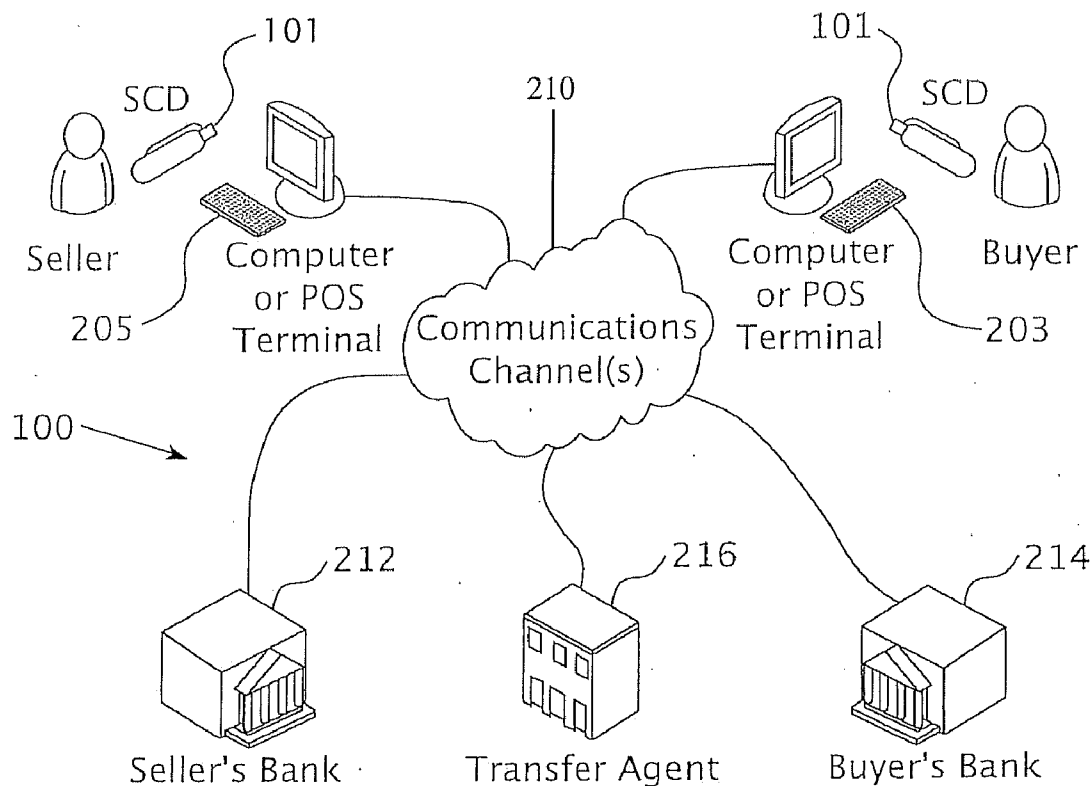 101
SCD
210
101
SCD
Seller
Computer
or POS
Terminal
205
Computer
or POS
Terminal
Buyer
203
Communications
Channel(s)
100
212
216
214
Seller's Bank
Transfer Agent
Buyer's Bank